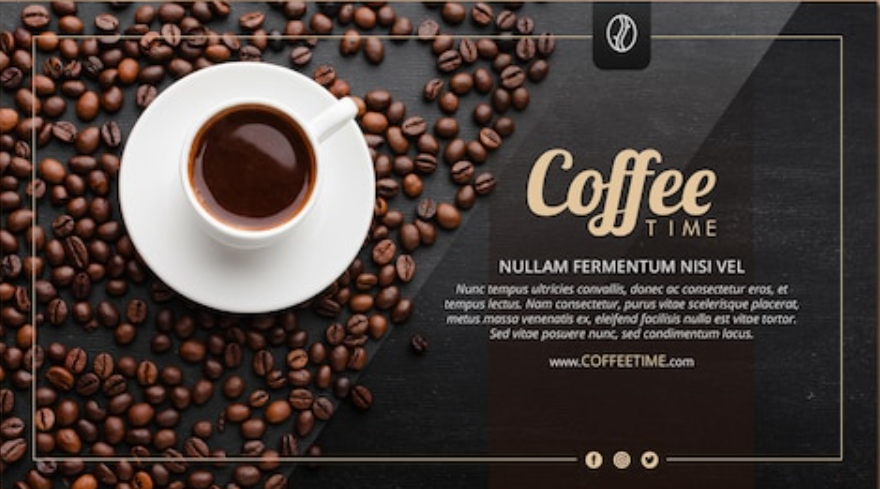 Coffee
TIME
NULLAM FERMENTUM NISI VEL
Nunc tempus ultricies convallis, donec ac consectetur eros, et
tempus lectus. Nam consectetur, purus vitae scelerisque placerat,
metus massa venenatis ex, eleifend facilisis nulla est vitae tortor.
Sed vitae posuere nunc, sed condimentum lacus.
www.COFFEETIME.com